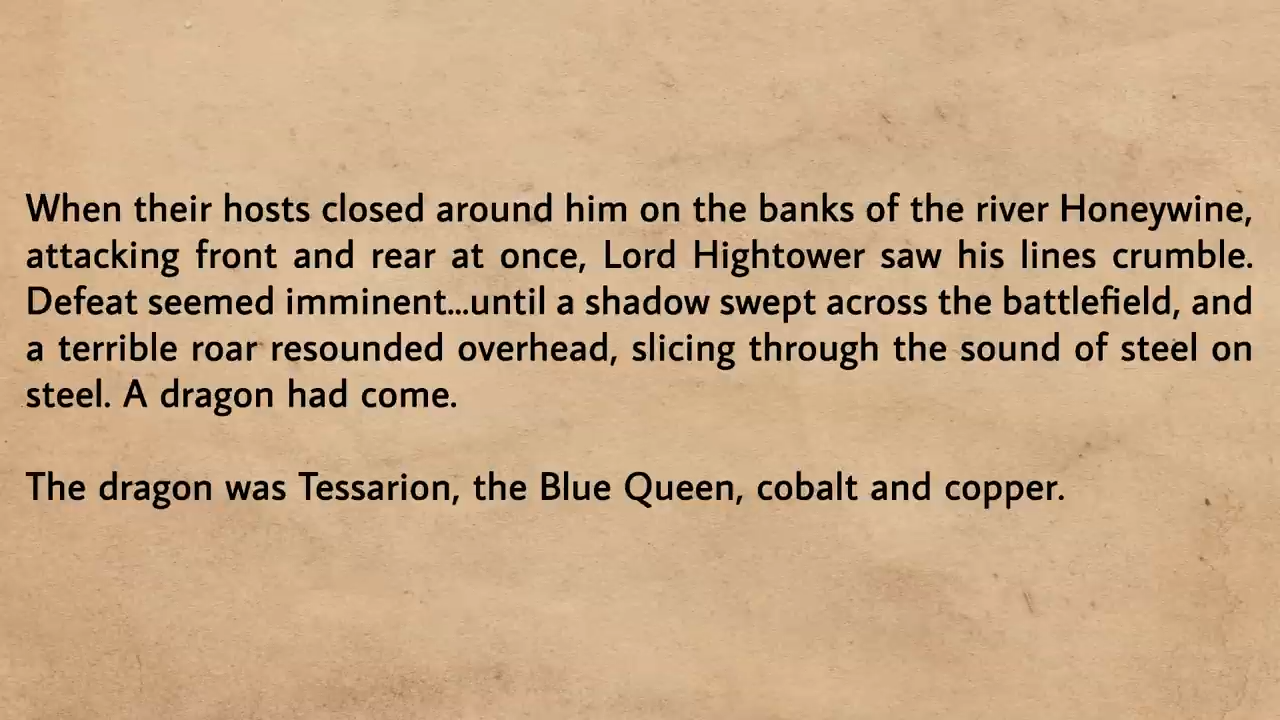 When their hosts closed around him on the banks of the river Honeywine,
attacking front and rear at once, Lord Hightower saw his lines crumble.
Defeat seemed imminent...until a shadow swept across the battlefield, and
a terrible roar resounded overhead, slicing through the sound of steel on
steel. A dragon had come.
The dragon was Tessarion, the Blue Queen, cobalt and copper.